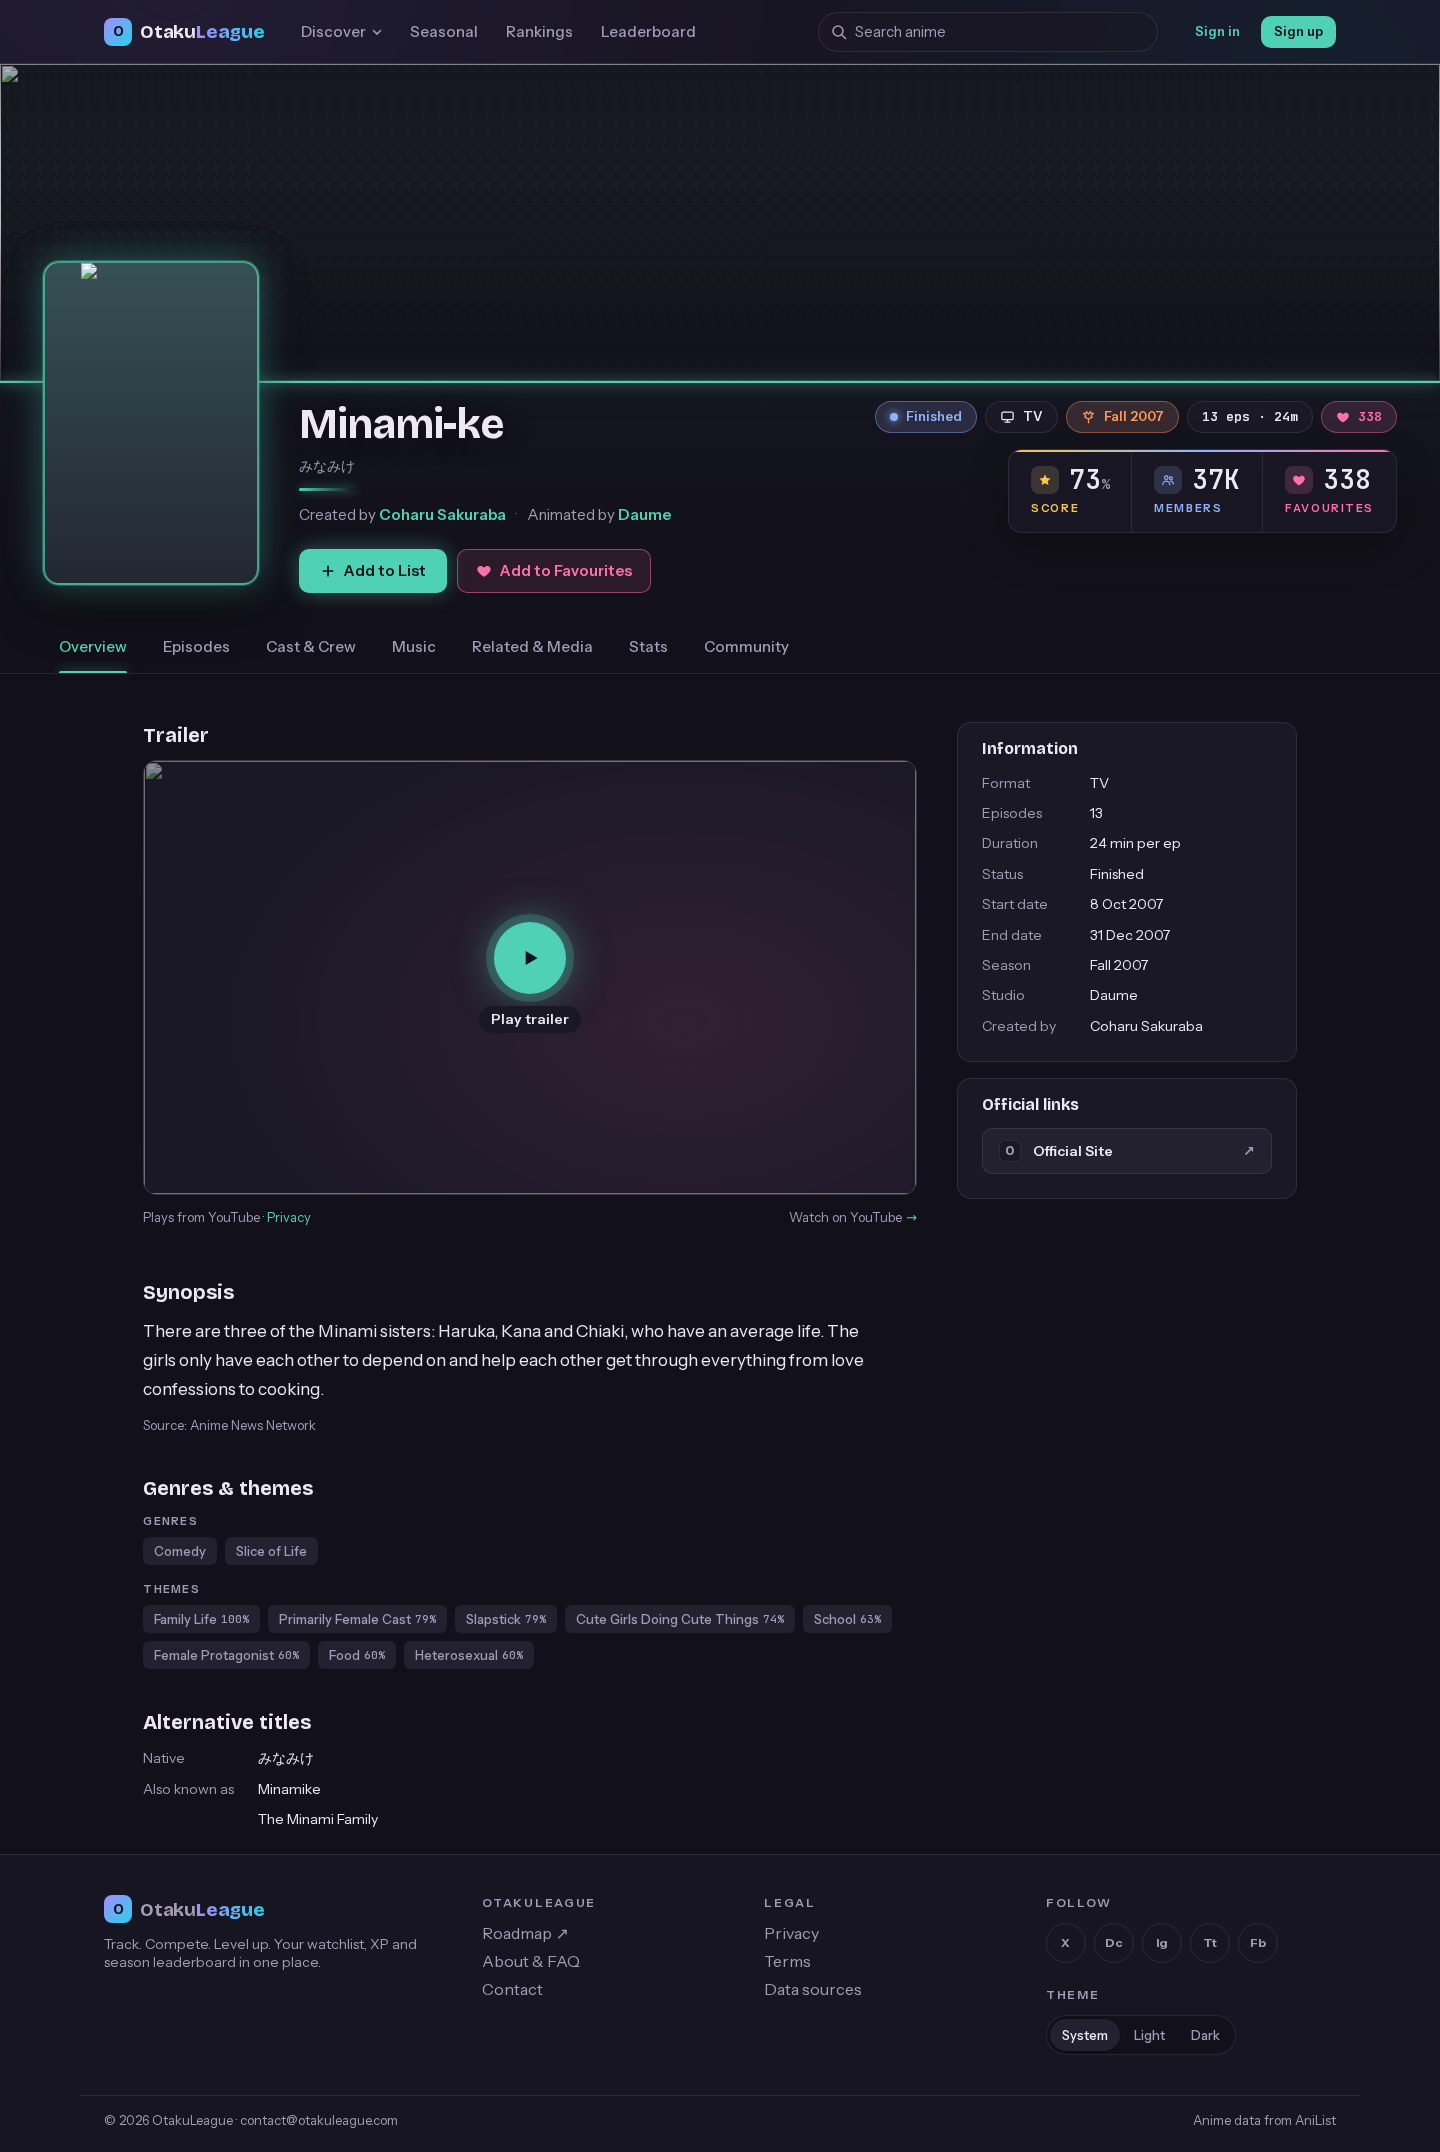 O OtakuLeague Discover Seasonal Rankings Leaderboard Search anime Sign in Sign up
Minami-ke
みなみけ
Created by Coharu Sakuraba · Animated by Daume
Add to List Add to Favourites
Finished TV Fall 2007 13 eps · 24m 338
73% 37K 338
SCORE MEMBERS FAVOURITES
Overview Episodes Cast & Crew Music Related & Media Stats Community
Trailer
Play trailer
Plays from YouTube · Privacy Watch on YouTube →
Synopsis
There are three of the Minami sisters: Haruka, Kana and Chiaki, who have an average life. The
girls only have each other to depend on and help each other get through everything from love
confessions to cooking.
Source: Anime News Network
Genres & themes
GENRES
Comedy Slice of Life
THEMES
Family Life 100% Primarily Female Cast 79% Slapstick 79% Cute Girls Doing Cute Things 74% School 63%
Female Protagonist 60% Food 60% Heterosexual 60%
Alternative titles
Native みなみけ
Also known as Minamike
The Minami Family
Information
Format TV
Episodes 13
Duration 24 min per ep
Status Finished
Start date 8 Oct 2007
End date 31 Dec 2007
Season Fall 2007
Studio Daume
Created by Coharu Sakuraba
Official links
O Official Site ↗
O OtakuLeague
Track. Compete. Level up. Your watchlist, XP and
season leaderboard in one place.
OTAKULEAGUE
Roadmap ↗
About & FAQ
Contact
LEGAL
Privacy
Terms
Data sources
FOLLOW
X Dc Ig Tt Fb
THEME
System Light Dark
© 2026 OtakuLeague · contact@otakuleague.com Anime data from AniList